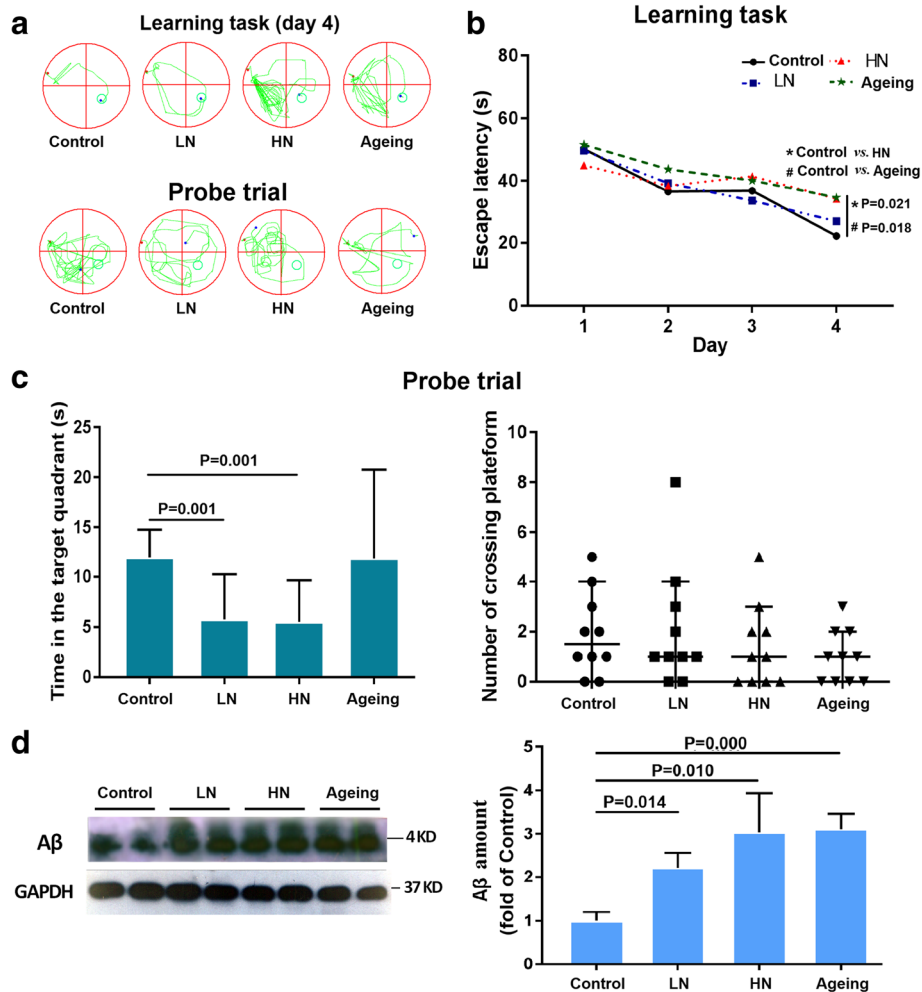 a
Learning task (day 4)
Control LN HN Ageing
Probe trial
Control LN HN Ageing
b
Learning task
Escape latency (s)
80
60
40
20
0
Control HN
LN Ageing
* Control vs. HN
# Control vs. Ageing
* P=0.021
# P=0.018
1 2 3 4
Day
c
Probe trial
Time in the target quadrant (s)
25
20
15
10
5
0
P=0.001
P=0.001
Control LN HN Ageing
Number of crossing plateform
10
8
6
4
2
0
Control LN HN Ageing
d
Control LN HN Ageing
Aβ
4 KD
GAPDH
37 KD
Aβ amount
(fold of Control)
5
4
3
2
1
0
P=0.000
P=0.010
P=0.014
Control LN HN Ageing